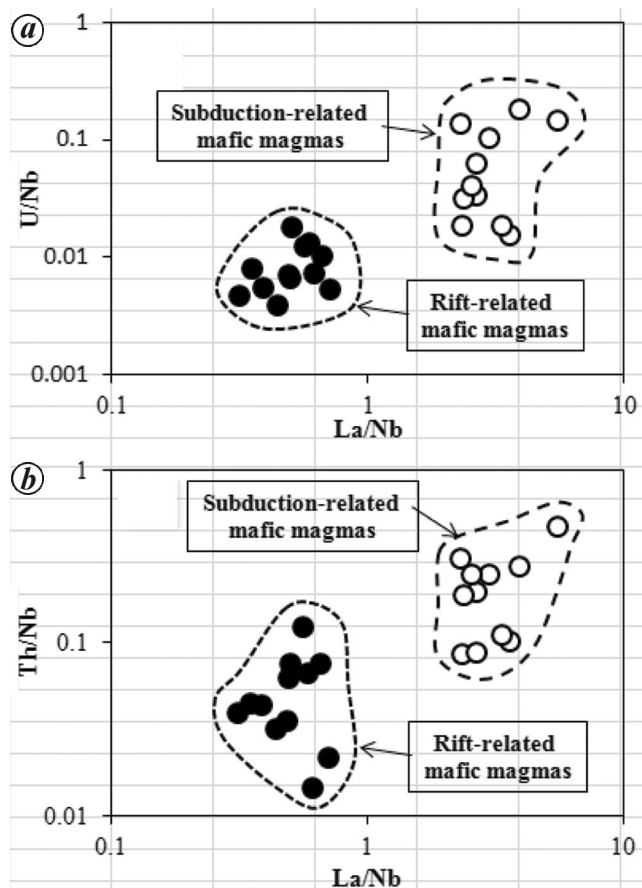 a
1
Subduction-related
mafic magmas
0.1
U/Nb
0.01
Rift-related
mafic magmas
0.001
0.1 1 10
La/Nb
b
1
Subduction-related
mafic magmas
0.1
Th/Nb
Rift-related
mafic magmas
0.01
0.1 1 10
La/Nb